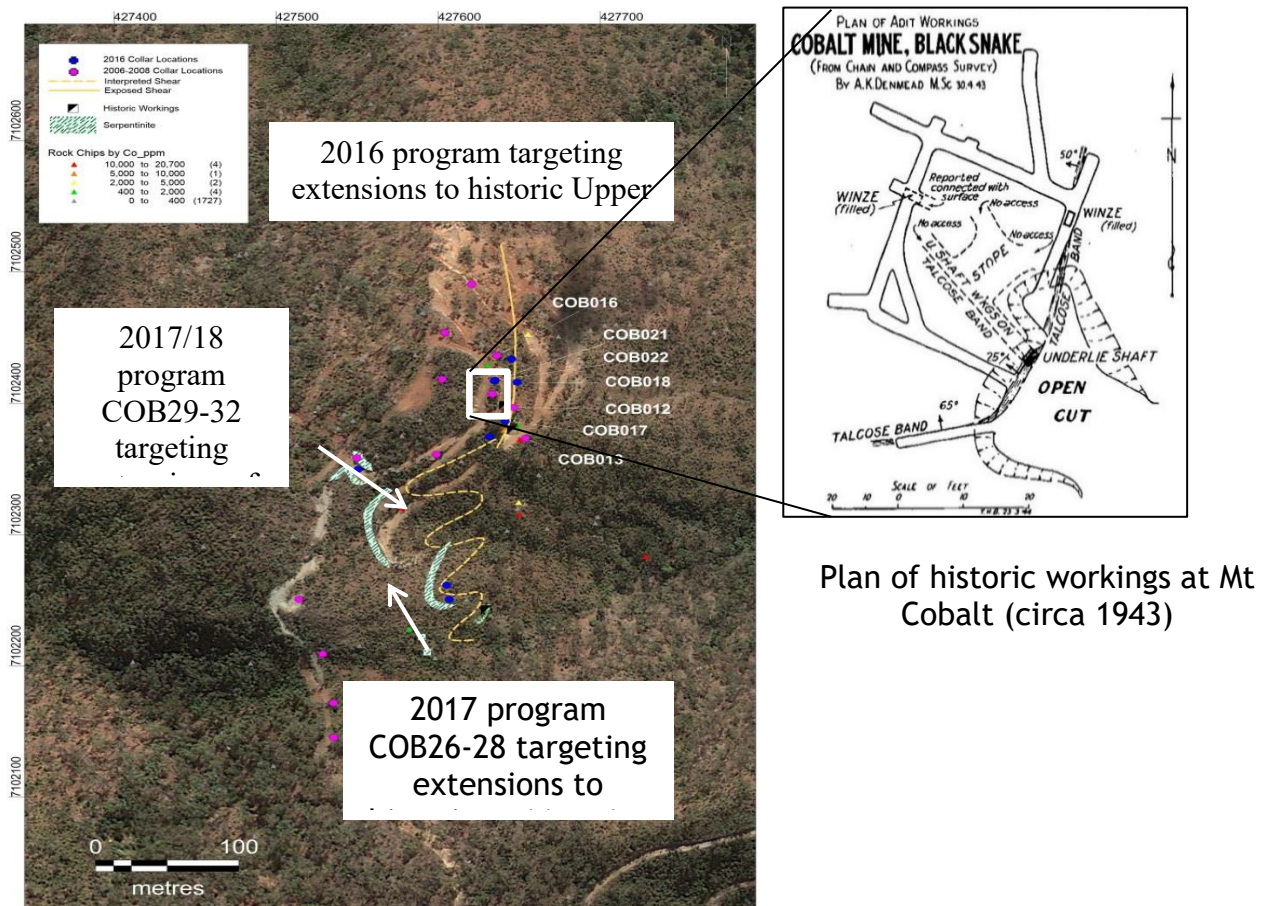 427400
427500
427600
427700
7102600
7102500
7102400
7102300
7102200
7102100
2016 Collar Locations
2006-2008 Collar Locations
Interpreted Shear
Exposed Shear
Historic Workings
Serpentinite
Rock Chips by Co_ppm
10,000 to 20,700 (4)
5,000 to 10,000 (1)
2,000 to 5,000 (2)
400 to 2,000 (4)
0 to 400 (1727)
2016 program targeting
extensions to historic Upper
2017/18
program
COB29-32
targeting
COB016
COB021
COB022
COB018
COB012
COB017
COB013
2017 program
COB26-28 targeting
extensions to
0 100
metres
PLAN OF ADIT WORKINGS
COBALT MINE, BLACK SNAKE
(FROM CHAIN AND COMPASS SURVEY)
BY A.K.DENMEAD M.Sc 30.4.43
50°
N
Reported
connected with
surface
WINZE
(filled)
No access
No access
WINZE
(filled)
STOPE
U. SHAFT WKGS ON
TALCOSE BAND
TALCOSE BAND
25°
UNDERLIE SHAFT
OPEN
CUT
65°
TALCOSE BAND
SCALE OF FEET
20 10 0 10 20
T.H.B. 23.3.44
Plan of historic workings at Mt
Cobalt (circa 1943)